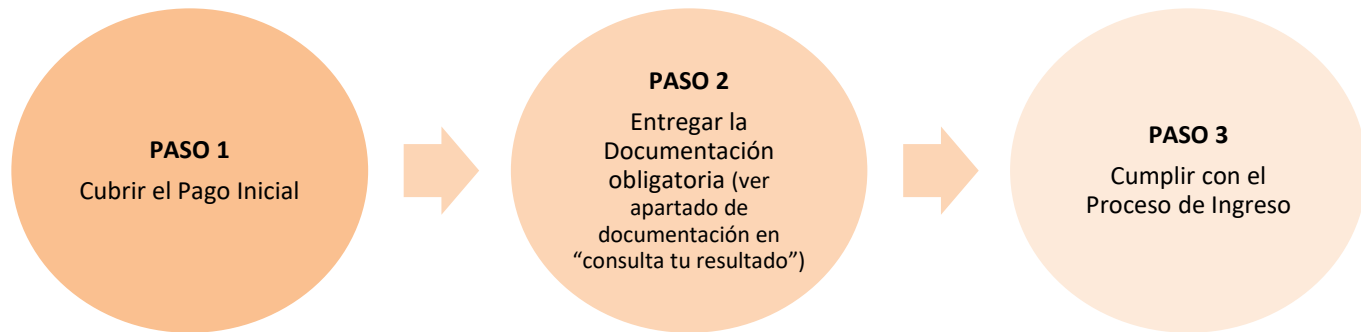 PASO 1
Cubrir el Pago Inicial
PASO 2
Entregar la
Documentación
obligatoria (ver
apartado de
documentación en
“consulta tu resultado”)
PASO 3
Cumplir con el
Proceso de Ingreso